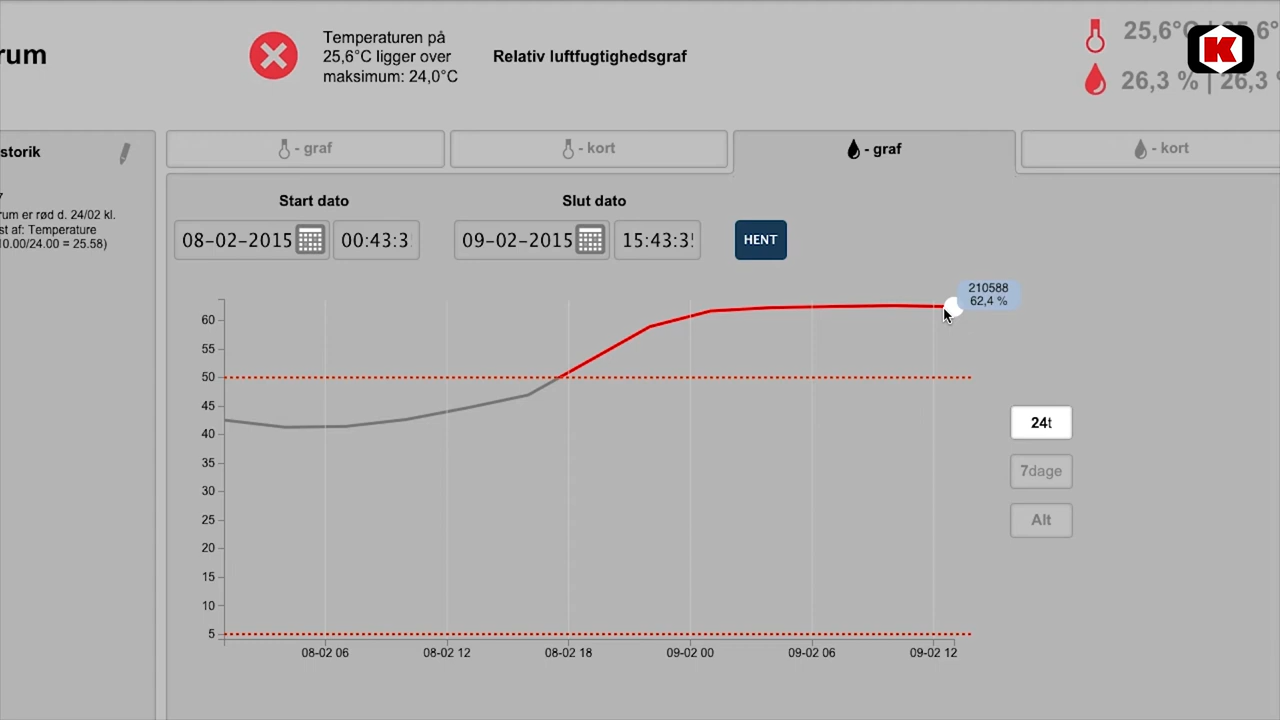 rum
Temperaturen på
25,6°C ligger over
maksimum: 24,0°C
Relativ luftfugtighedsgraf
25,6°C | 25,6°
26,3 % | 26,3
K
storik
- graf
- kort
- graf
- kort
rum er rød d. 24/02 kl.
st af: Temperature
10.00/24.00 = 25.58)
Start dato
Slut dato
08-02-2015
00:43:3
09-02-2015
15:43:3
HENT
210588
62,4 %
60
55
50
45
40
35
30
25
20
15
10
5
24t
7dage
Alt
08-02 06
08-02 12
08-02 18
09-02 00
09-02 06
09-02 12